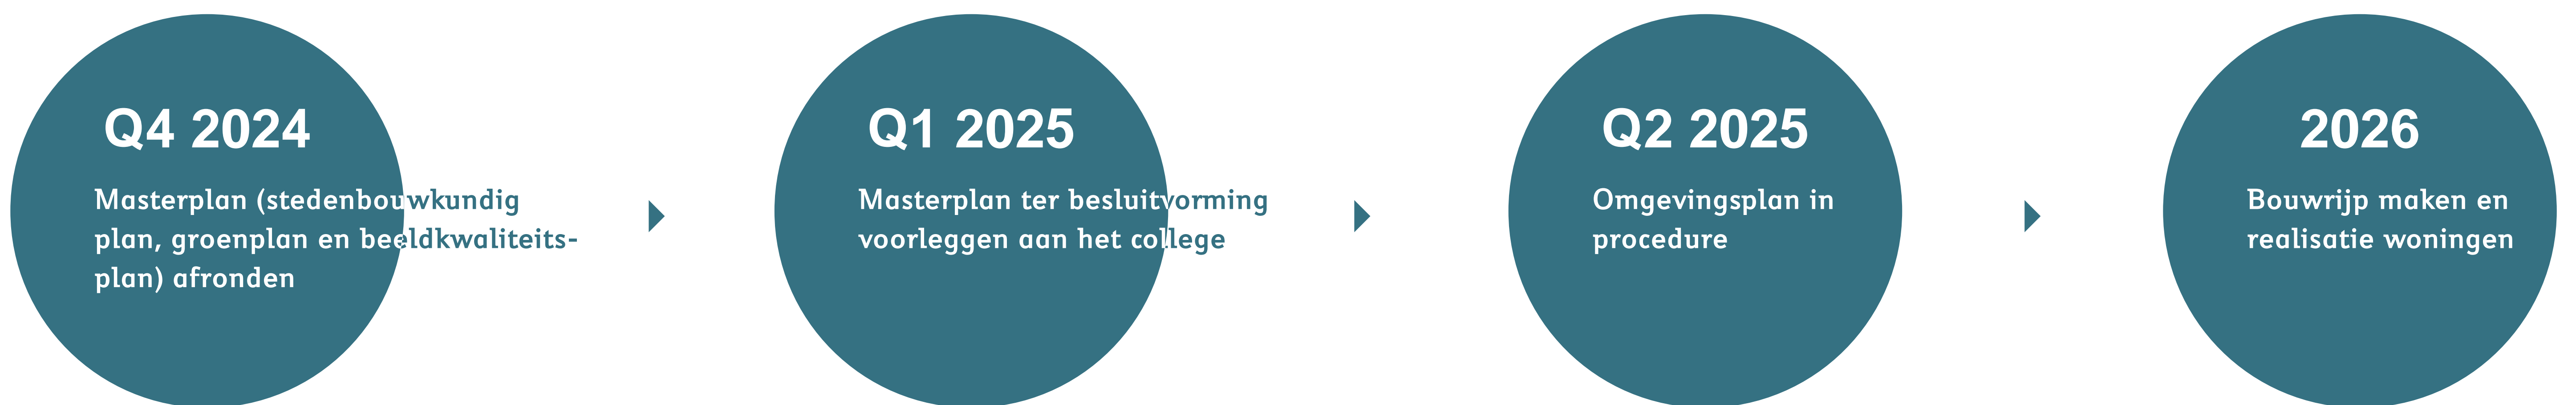 Q4 2024
Masterplan (stedenbouwkundig
plan, groenplan en beeldkwaliteits-
plan) afronden
Q1 2025
Masterplan ter besluitvorming
voorleggen aan het college
Q2 2025
Omgevingsplan in
procedure
2026
Bouwrijp maken en
realisatie woningen